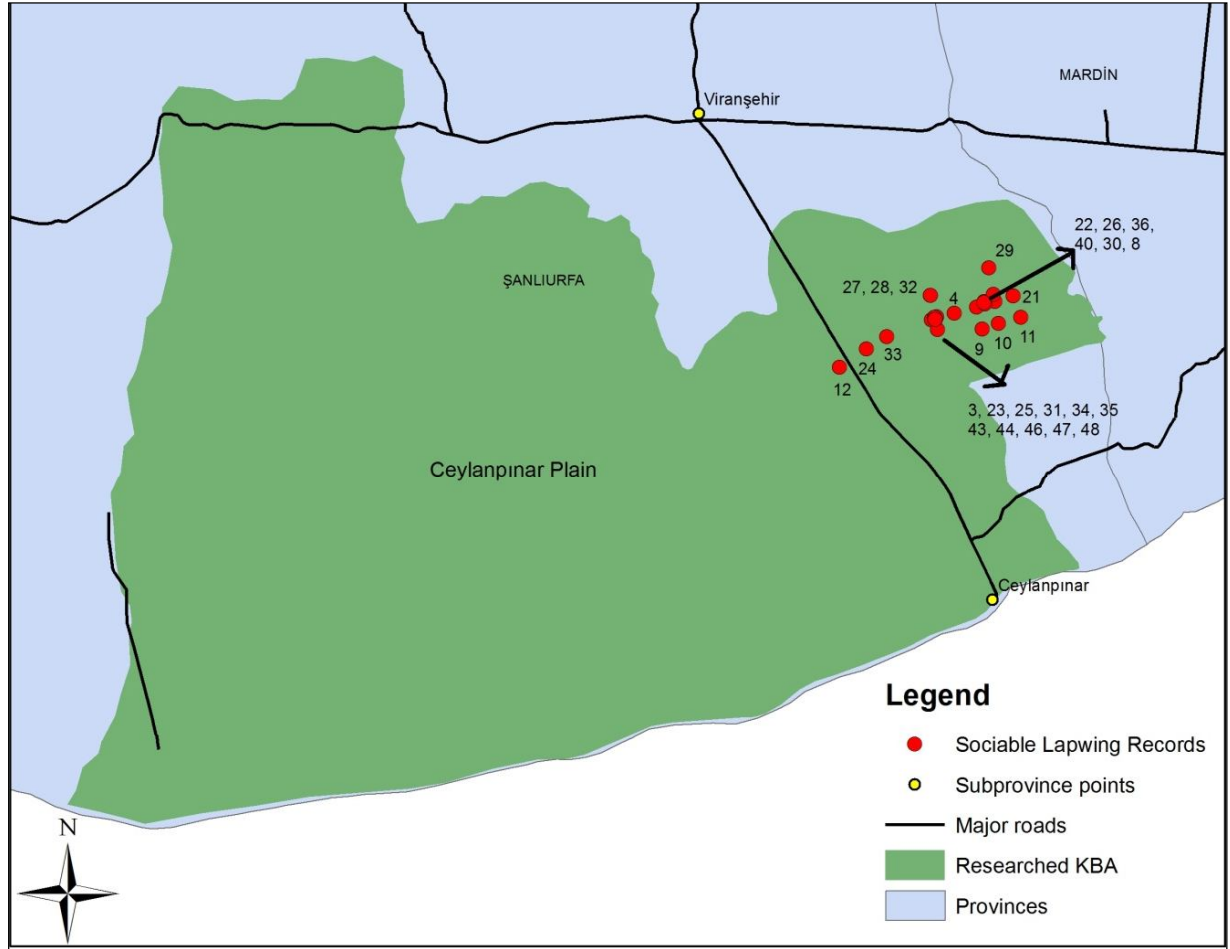 MARDİN
Viranşehir
22, 26, 36,
40, 30, 8
29
ŞANLIURFA
27, 28, 32
4
21
33
9
10
11
24
12
3, 23, 25, 31, 34, 35
43, 44, 46, 47, 48
Ceylanpınar Plain
Ceylanpınar
Legend
Sociable Lapwing Records
Subprovince points
Major roads
Researched KBA
Provinces
N